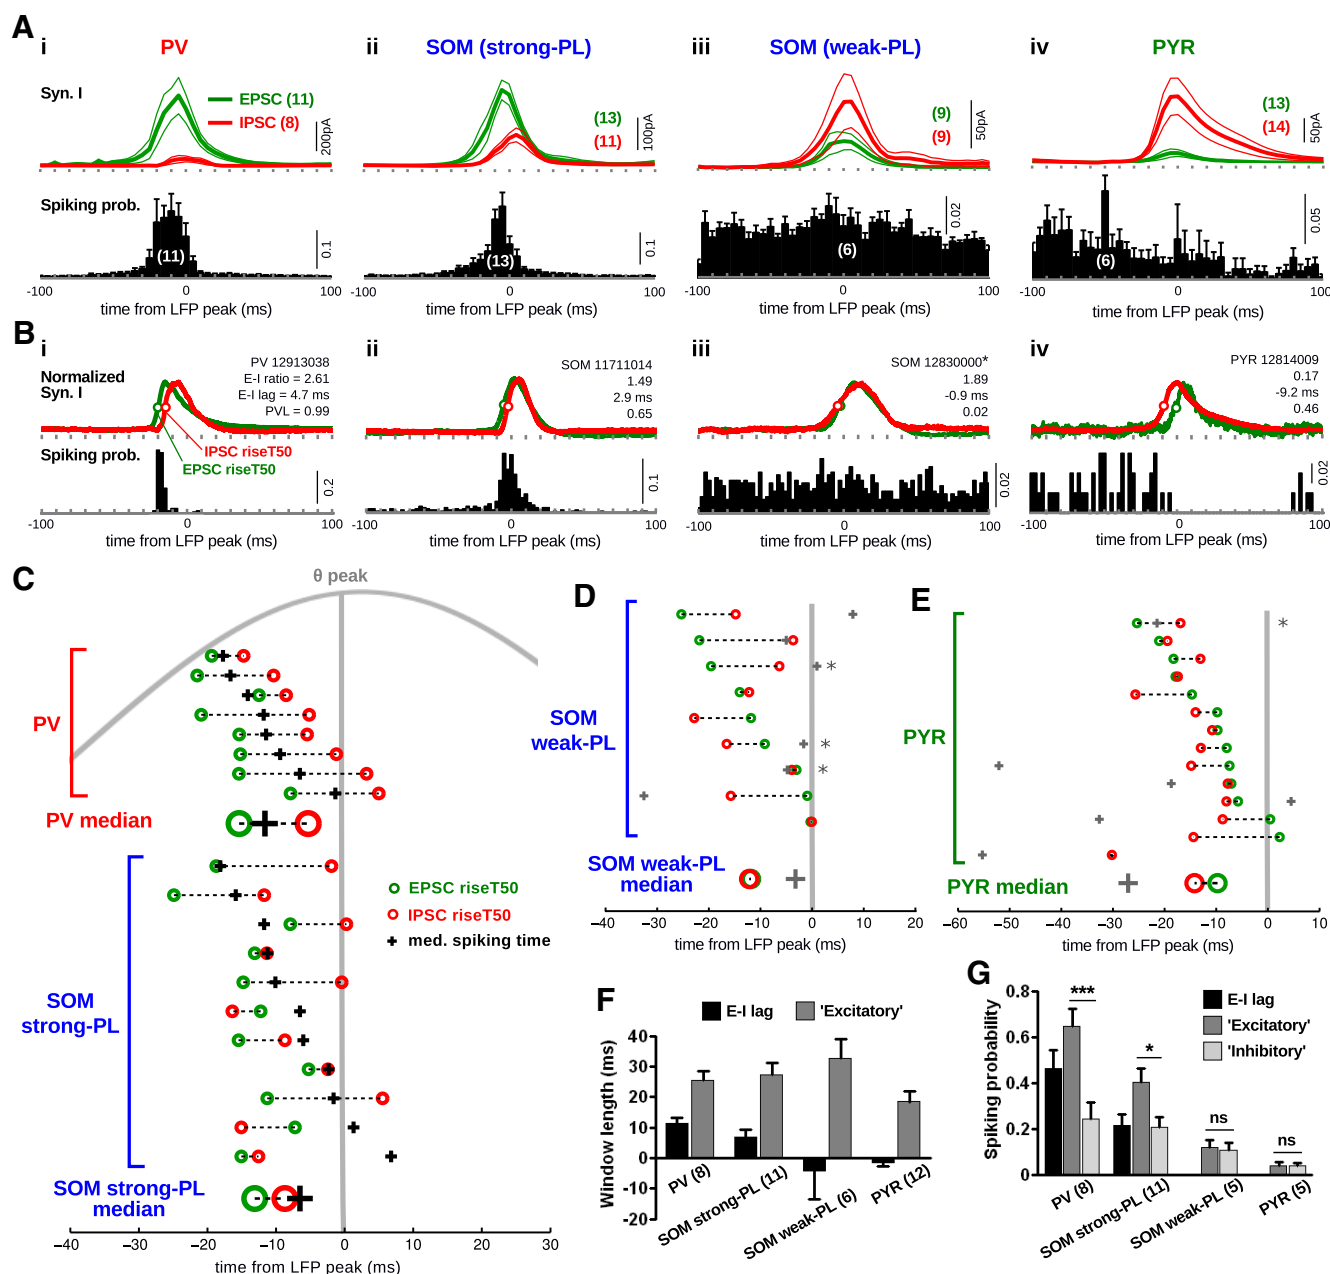 A
i
PV
ii
SOM (strong-PL)
iii
SOM (weak-PL)
iv
PYR
Syn. I
EPSC (11)
IPSC (8)
200pA
(13)
(11)
100pA
(9)
(9)
50pA
(13)
(14)
50pA
Spiking prob.
(11)
0.1
(13)
0.1
(6)
0.02
(6)
0.05
-100 0 100
-100 0 100
-100 0 100
-100 0 100
time from LFP peak (ms)
time from LFP peak (ms)
time from LFP peak (ms)
time from LFP peak (ms)
B
i
ii
iii
iv
Normalized
Syn. I
PV 12913038
E-I ratio = 2.61
E-I lag = 4.7 ms
PVL = 0.99
SOM 11711014
1.49
2.9 ms
0.65
SOM 12830000*
1.89
-0.9 ms
0.02
PYR 12814009
0.17
-9.2 ms
0.46
IPSC riseT50
EPSC riseT50
Spiking prob.
0.2
0.1
0.02
0.02
-100 0 100
-100 0 100
-100 0 100
-100 0 100
time from LFP peak (ms)
time from LFP peak (ms)
time from LFP peak (ms)
time from LFP peak (ms)
C
θ peak
PV
PV median
SOM
strong-PL
EPSC riseT50
IPSC riseT50
med. spiking time
SOM strong-PL
median
−40 −30 −20 −10 0 10 20 30
time from LFP peak (ms)
D
SOM
weak-PL
*
*
*
SOM weak-PL
median
−40 −30 −20 −10 0 10 20
time from LFP peak (ms)
E
*
PYR
PYR median
−60 −50 −40 −30 −20 −10 0 10
time from LFP peak (ms)
F
E-I lag
'Excitatory'
Window length (ms)
40
30
20
10
0
-10
-20
PV (8)
SOM strong-PL (11)
SOM weak-PL (6)
PYR (12)
G
E-I lag
'Excitatory'
'Inhibitory'
Spiking probability
0.8
0.6
0.4
0.2
0
***
*
ns
ns
PV (8)
SOM strong-PL (11)
SOM weak-PL (5)
PYR (5)